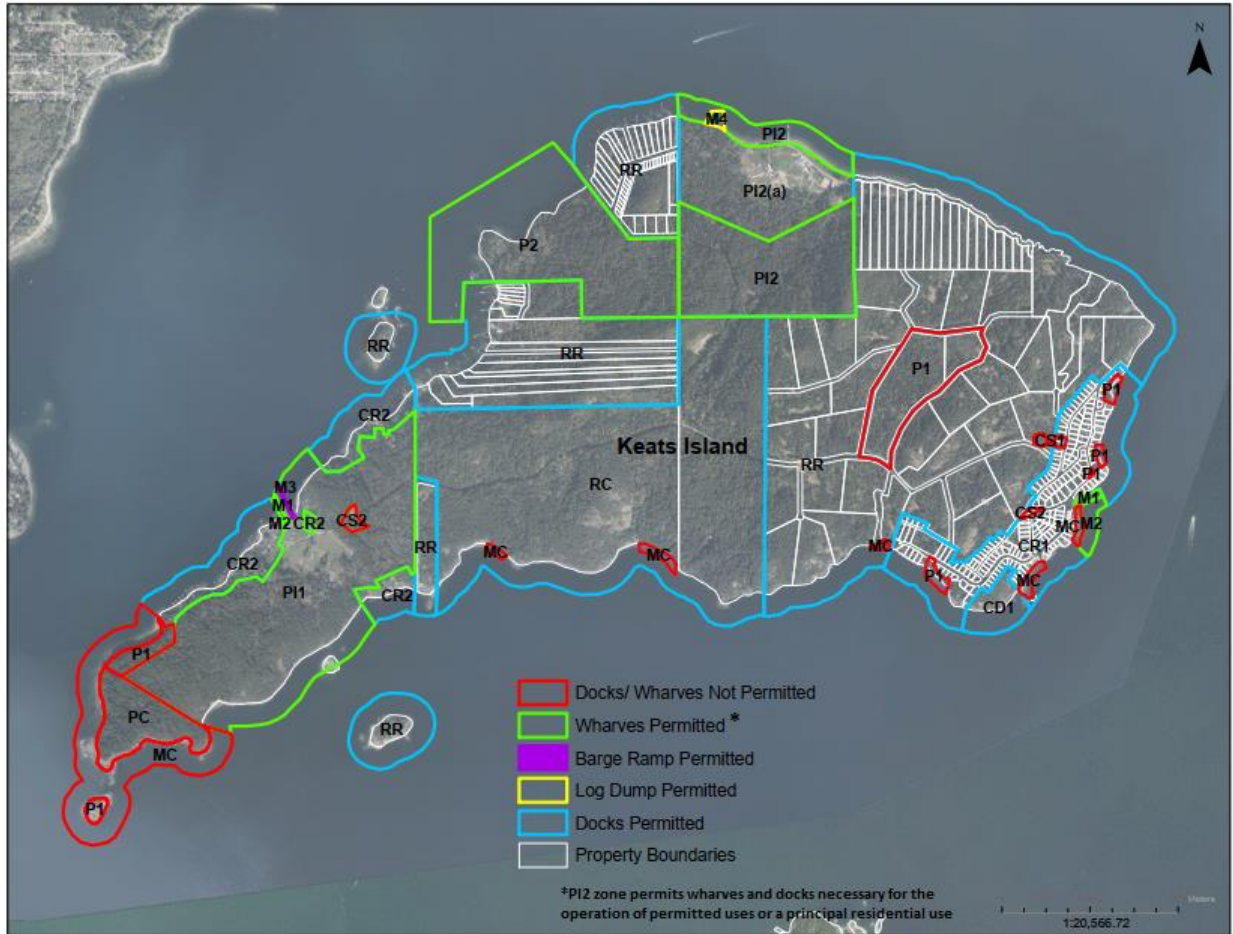 N
M4
PI2
RR
PI2(a)
P2
PI2
RR
RR
P1
CR2
P1
Keats Island
CS1
P1
RR
P1
M3
RC
M1
M1
M2
CR2
CS2
CS2
MC
M2
RR
MC
MC
MC
CR1
CR2
P1
MC
PI1
CR2
CD1
P1
PC
RR
MC
P1
Docks/ Wharves Not Permitted
Wharves Permitted *
Barge Ramp Permitted
Log Dump Permitted
Docks Permitted
Property Boundaries
*PI2 zone permits wharves and docks necessary for the
operation of permitted uses or a principal residential use
1:20,566.72